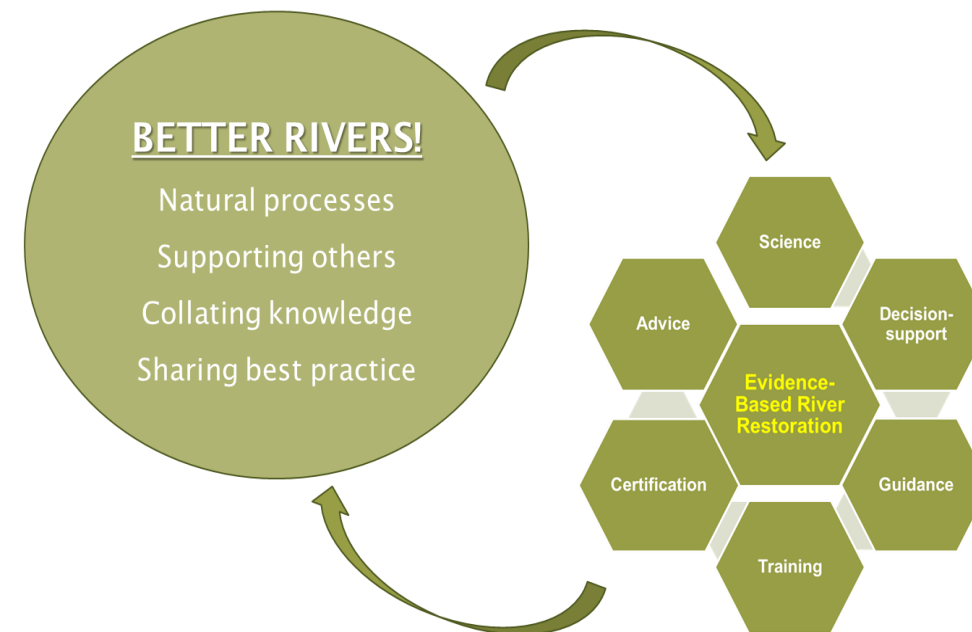 BETTER RIVERS!
Natural processes
Supporting others
Collating knowledge
Sharing best practice
Science
Decision-
support
Guidance
Training
Certification
Advice
Evidence-
Based River
Restoration